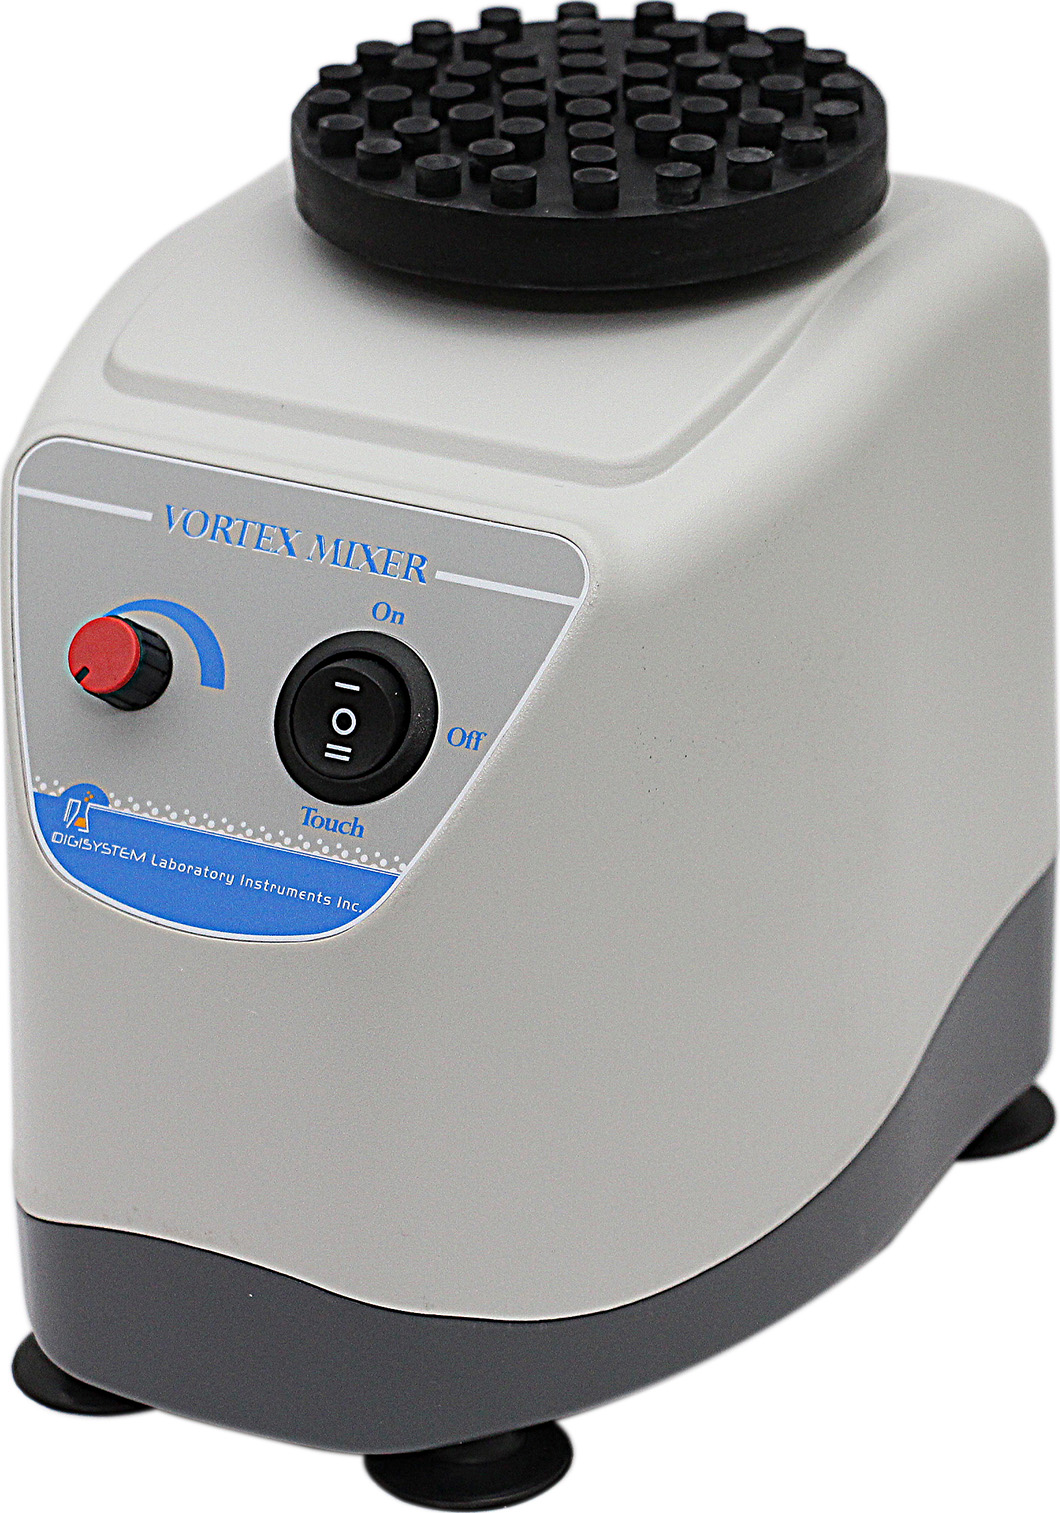 VORTEX MIXER
On
Off
Touch
DIGISYSTEM Laboratory Instruments Inc.